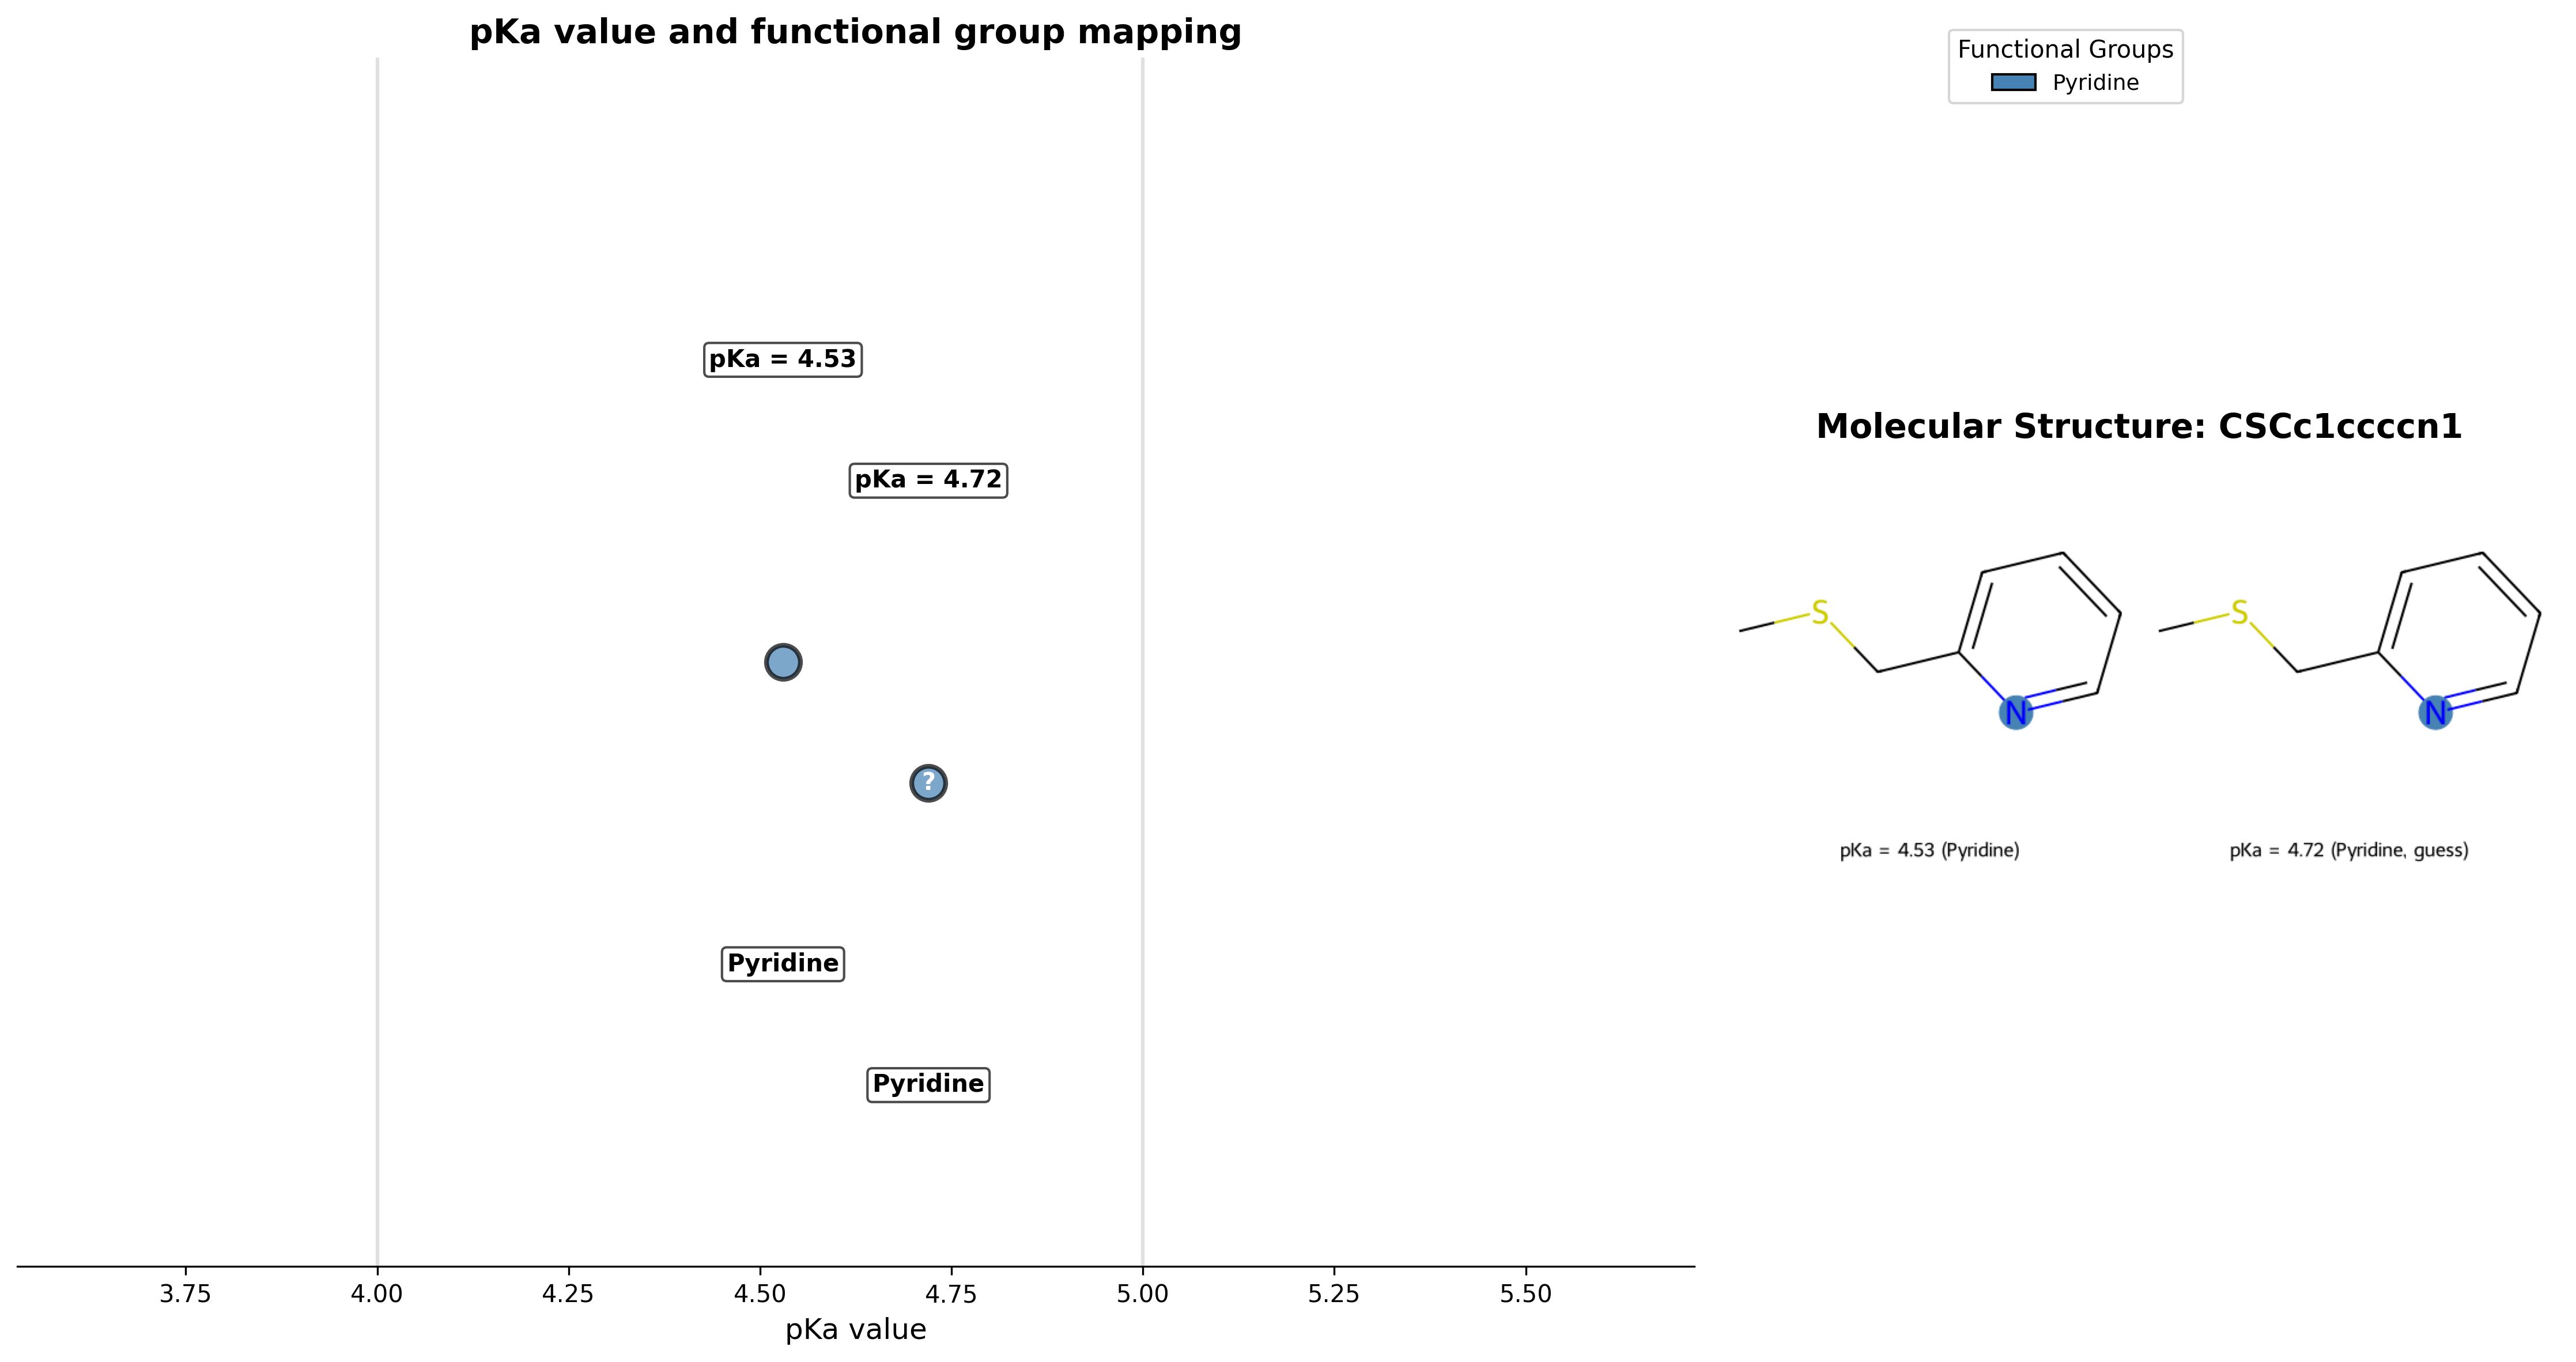 pKa value and functional group mapping
pKa = 4.53
pKa = 4.72
?
Pyridine
Pyridine
3.75 4.00 4.25 4.50 4.75 5.00 5.25 5.50
pKa value
Functional Groups
Pyridine
Molecular Structure: CSCc1ccccn1
S
N
S
N
pKa = 4.53 (Pyridine)
pKa = 4.72 (Pyridine, guess)